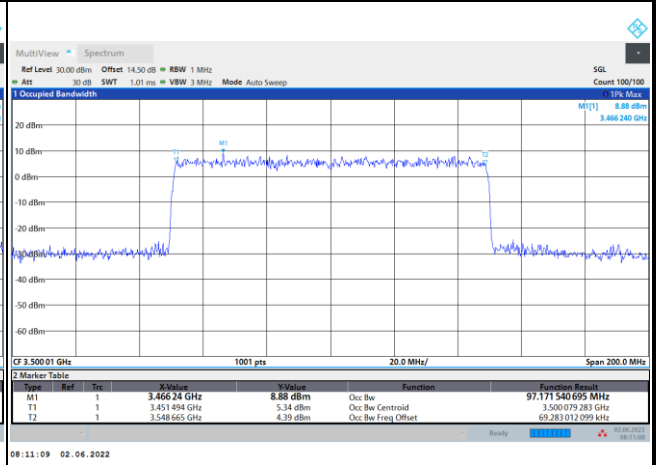 MultiView Spectrum
Ref Level 30.00 dBm Offset 14.50 dB RBW 1 MHz SGL
Att 30 dB SWT 1.01 ms VBW 3 MHz Mode Auto Sweep Count 100/100
1 Occupied Bandwidth 1Pk Max
M1[1] 8.88 dBm
3.466 240 GHz
20 dBm
M1
10 dBm
T1 T2
0 dBm
-10 dBm
-20 dBm
-30 dBm
-40 dBm
-50 dBm
-60 dBm
CF 3.500 01 GHz 1001 pts 20.0 MHz/ Span 200.0 MHz
2 Marker Table
Type Ref Trc X-Value Y-Value Function Function Result
M1 1 3.466 24 GHz 8.88 dBm Occ Bw 97.171 540 695 MHz
T1 1 3.451 494 GHz 5.34 dBm Occ Bw Centroid 3.500 079 283 GHz
T2 1 3.548 665 GHz 4.39 dBm Occ Bw Freq Offset 69.283 012 099 kHz
Ready 02.06.2022
08:11:09
08:11:09 02.06.2022